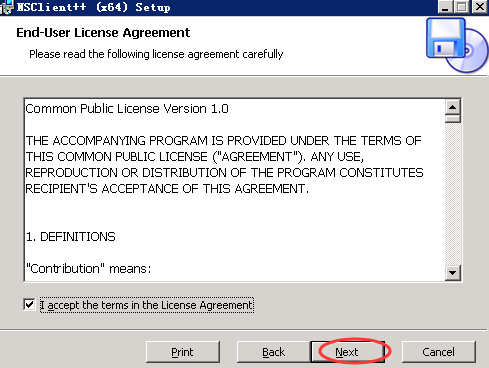 NSClient++ (x64) Setup
End-User License Agreement
Please read the following license agreement carefully
Common Public License Version 1.0
THE ACCOMPANYING PROGRAM IS PROVIDED UNDER THE TERMS OF
THIS COMMON PUBLIC LICENSE ("AGREEMENT"). ANY USE,
REPRODUCTION OR DISTRIBUTION OF THE PROGRAM CONSTITUTES
RECIPIENT'S ACCEPTANCE OF THIS AGREEMENT.
1. DEFINITIONS
"Contribution" means:
I accept the terms in the License Agreement
Print Back Next Cancel